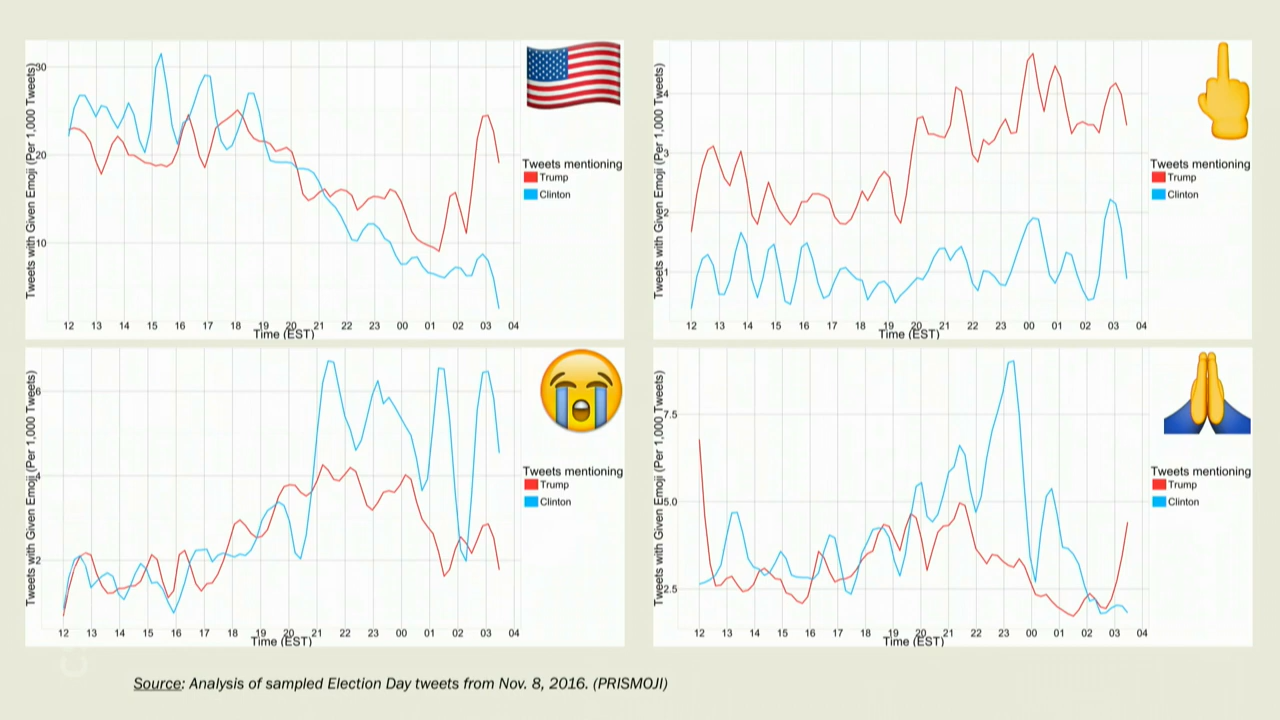 Tweets with Given Emoji (Per 1,000 Tweets)
30
20
10
12 13 14 15 16 17 18 19 20 21 22 23 00 01 02 03 04
Time (EST)
Tweets mentioning
Trump
Clinton
Tweets with Given Emoji (Per 1,000 Tweets)
4
3
2
1
12 13 14 15 16 17 18 19 20 21 22 23 00 01 02 03 04
Time (EST)
Tweets mentioning
Trump
Clinton
Tweets with Given Emoji (Per 1,000 Tweets)
6
4
2
12 13 14 15 16 17 18 19 20 21 22 23 00 01 02 03 04
Time (EST)
Tweets mentioning
Trump
Clinton
Tweets with Given Emoji (Per 1,000 Tweets)
7.5
5.0
2.5
12 13 14 15 16 17 18 19 20 21 22 23 00 01 02 03 04
Time (EST)
Tweets mentioning
Trump
Clinton
Source: Analysis of sampled Election Day tweets from Nov. 8, 2016. (PRISMOJI)